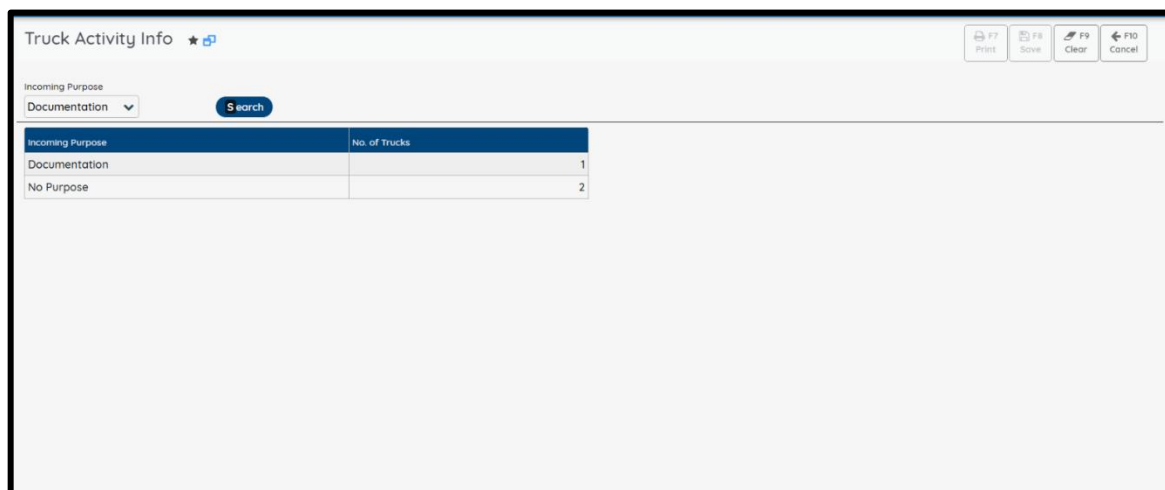 Truck Activity Info
F7 Print
F8 Save
F9 Clear
F10 Cancel
Incoming Purpose
Documentation
Search
Incoming Purpose No. of Trucks
Documentation 1
No Purpose 2